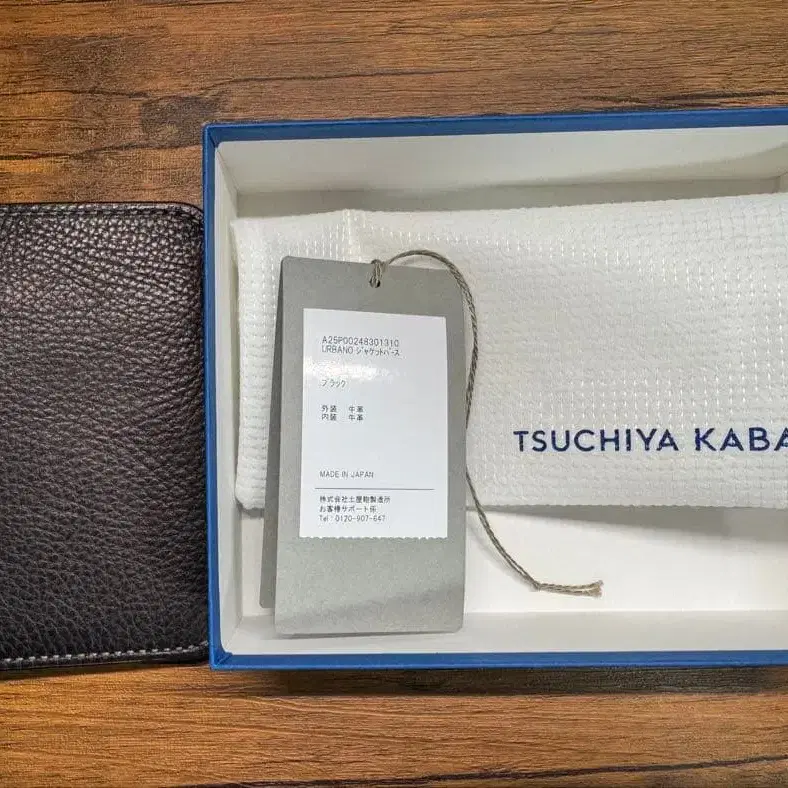 A25P00248301310
URBANO ｼﾞｬｹｯﾄﾊﾟｰｽ
ブラック
外装 牛革
内装 牛革
MADE IN JAPAN
株式会社土屋鞄製造所
お客様サポート係
Tel : 0120-907-647
TSUCHIYA KABA